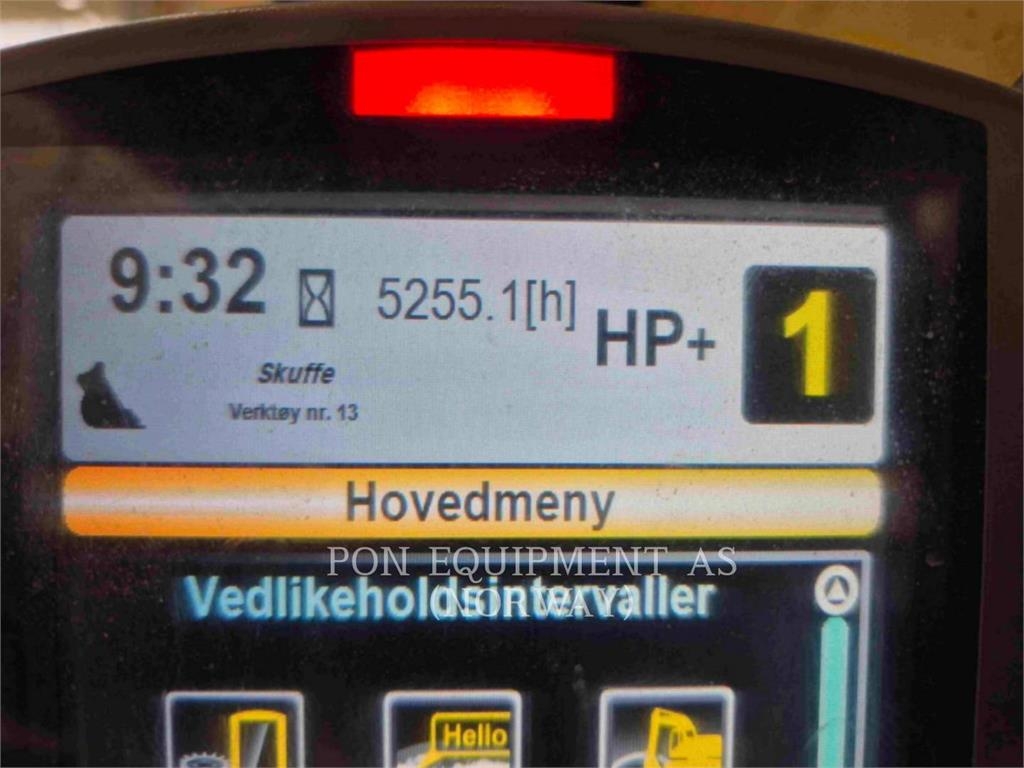 9:32
5255.1[h]
HP+
1
Skuffe
Verktøy nr. 13
Hovedmeny
PON EQUIPMENT AS
(NORWAY)
Vedlikeholdsintervaller
Hello